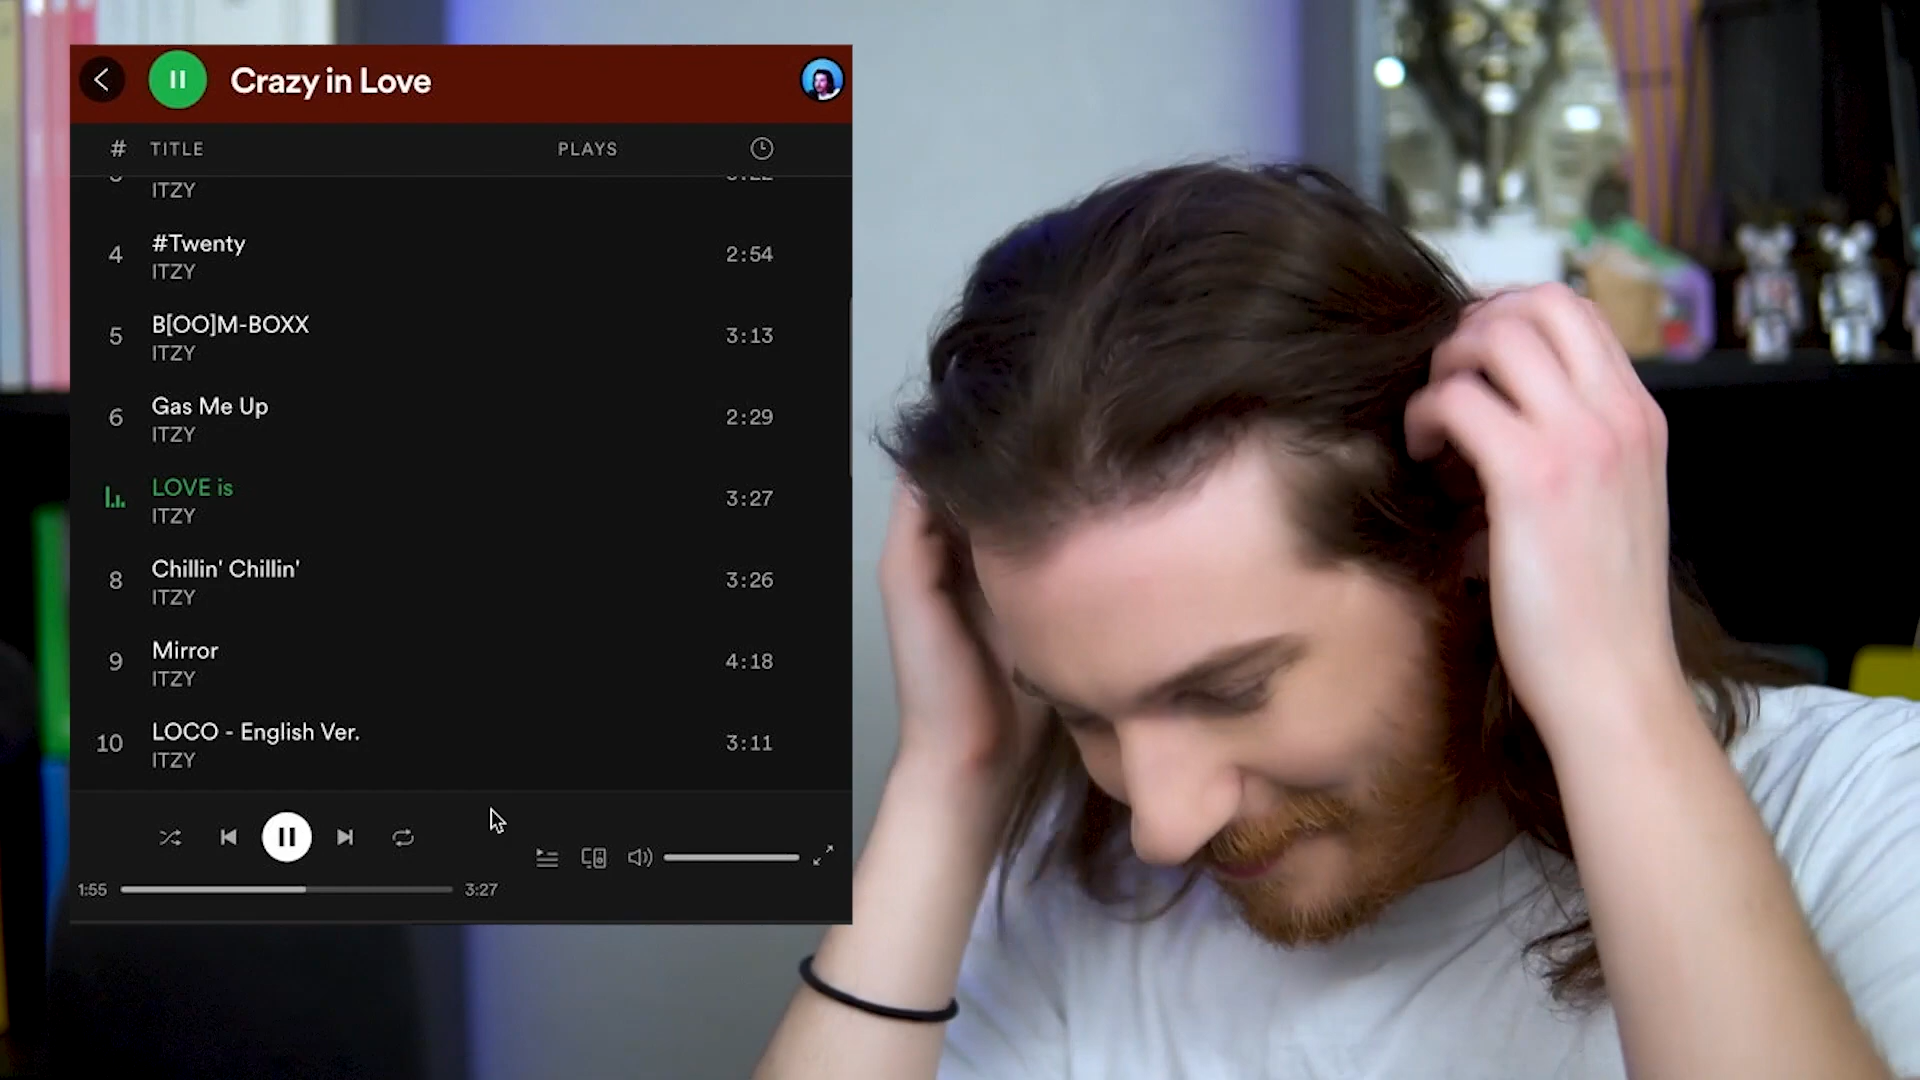 Crazy in Love
# TITLE PLAYS
ITZY
4 #Twenty 2:54
ITZY
5 B[OO]M-BOXX 3:13
ITZY
6 Gas Me Up 2:29
ITZY
LOVE is 3:27
ITZY
8 Chillin' Chillin' 3:26
ITZY
9 Mirror 4:18
ITZY
10 LOCO - English Ver. 3:11
ITZY
1:55 3:27